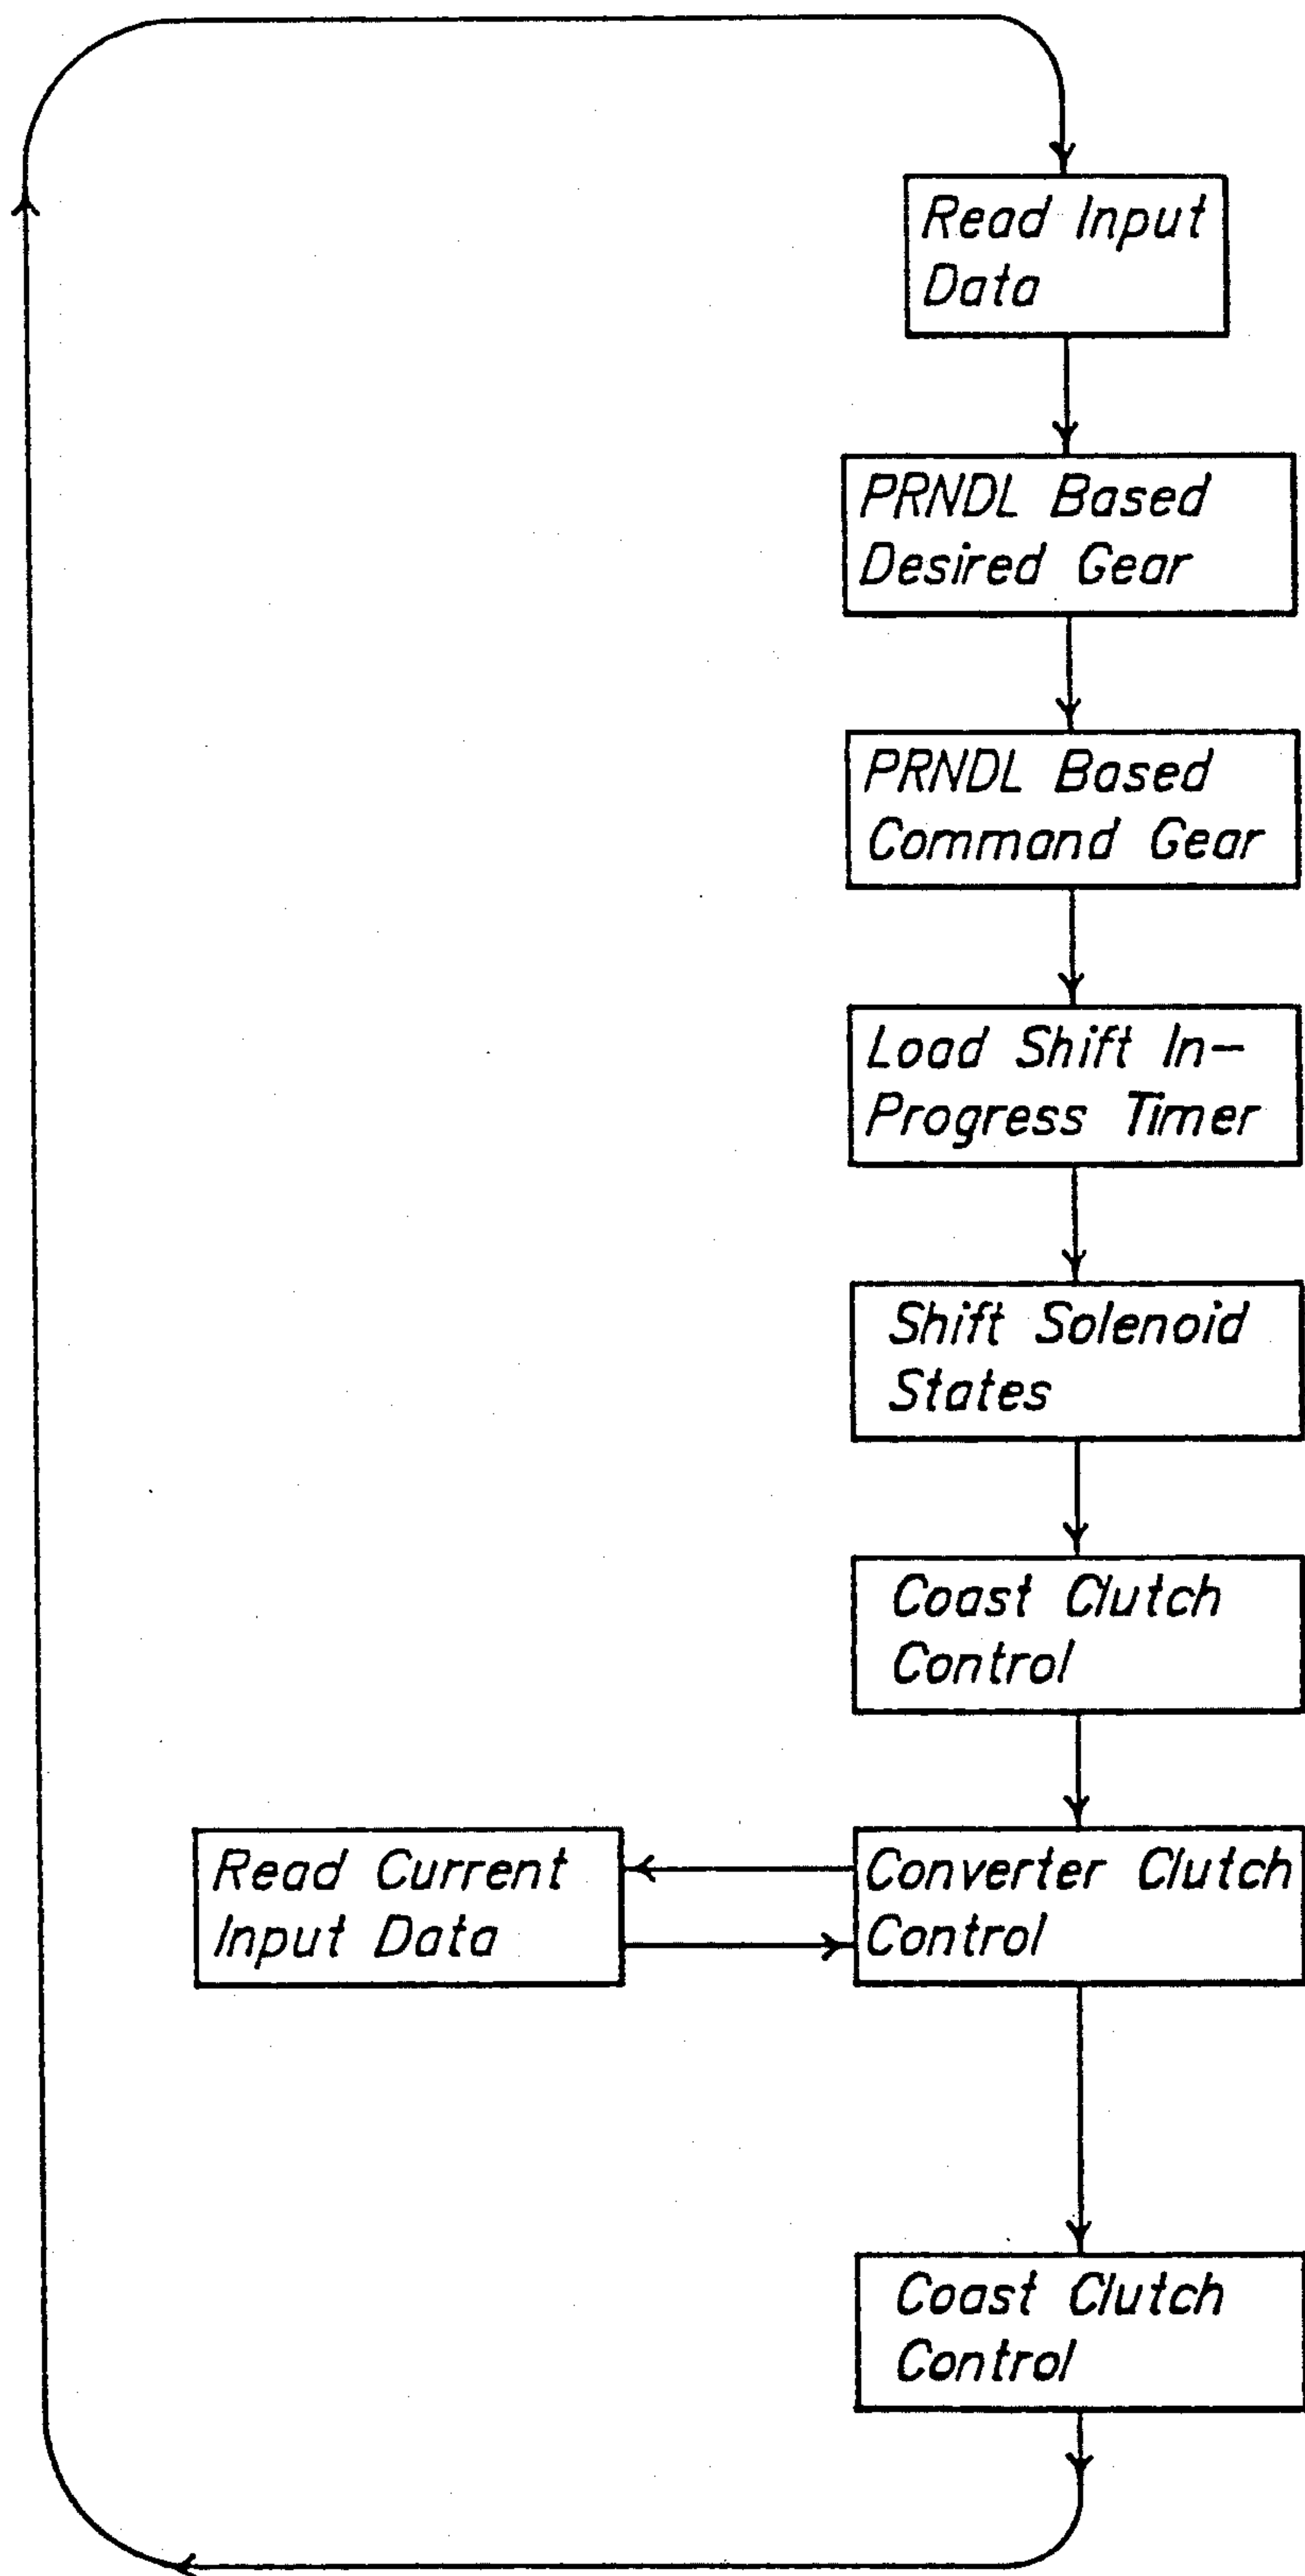 Read Input
Data
PRNDL Based
Desired Gear
PRNDL Based
Command Gear
Load Shift In-
Progress Timer
Shift Solenoid
States
Coast Clutch
Control
Read Current
Input Data
Converter Clutch
Control
Coast Clutch
Control